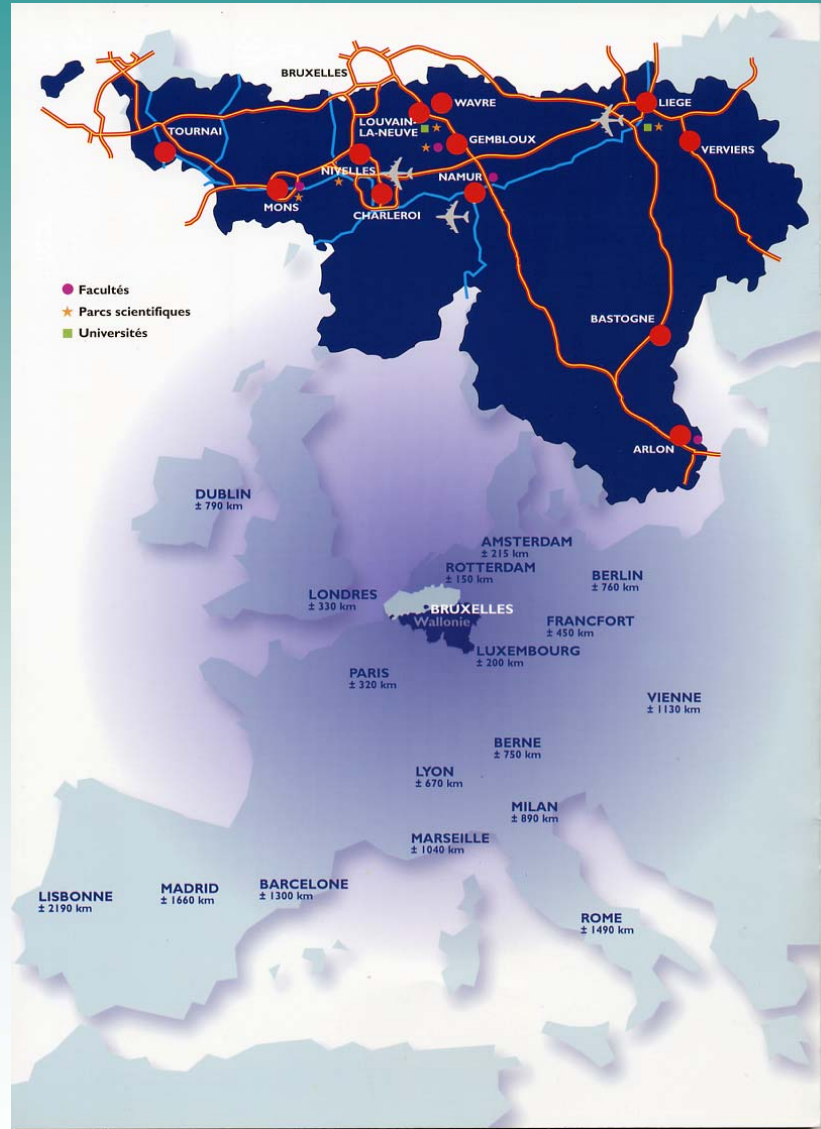 BRUXELLES
WAVRE
LIEGE
LOUVAIN-
LA-NEUVE
TOURNAI
GEMBLOUX
VERVIERS
NIVELLES
NAMUR
MONS
CHARLEROI
Facultés
Parcs scientifiques
Universités
BASTOGNE
ARLON
DUBLIN
± 790 km
AMSTERDAM
± 215 km
ROTTERDAM
± 150 km
BERLIN
± 760 km
LONDRES
± 330 km
BRUXELLES
Wallonie
FRANCFORT
± 450 km
LUXEMBOURG
± 200 km
PARIS
± 320 km
VIENNE
± 1130 km
BERNE
± 750 km
LYON
± 670 km
MILAN
± 890 km
MARSEILLE
± 1040 km
BARCELONE
± 1300 km
MADRID
± 1660 km
LISBONNE
± 2190 km
ROME
± 1490 km